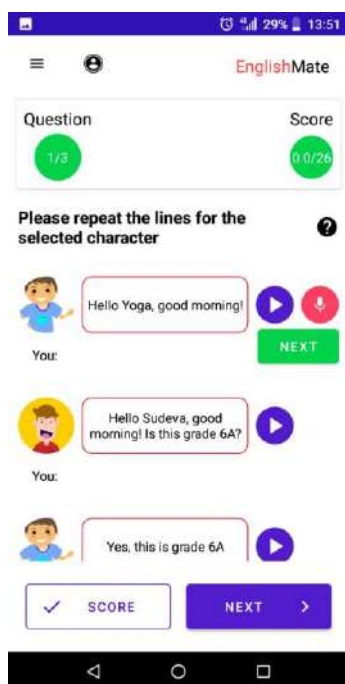 29% 13:51
EnglishMate
Question Score
1/3 0.0/26
Please repeat the lines for the
selected character
?
Hello Yoga, good morning!
You:
NEXT
Hello Sudeva, good
morning! Is this grade 6A?
You:
Yes, this is grade 6A
SCORE NEXT